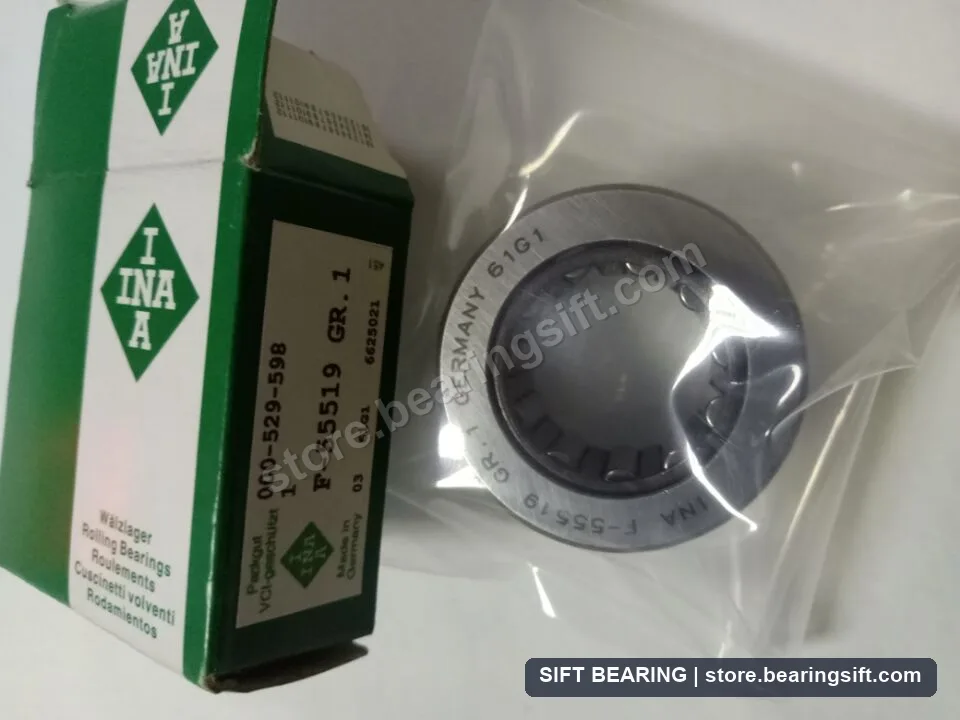 I
INA
A
I
INA
A
Wälzlager
Rolling Bearings
Roulements
Cuscinetti volventi
Rodamientos
000-529-598
1
F-55519 GR. 1
03 ALG1 6625021
Packgut
VCI-geschützt
I
INA
A
Made in
Germany
INA F-55519 GR. 1 GERMANY 61G1
store.bearingsift.com
SIFT BEARING | store.bearingsift.com